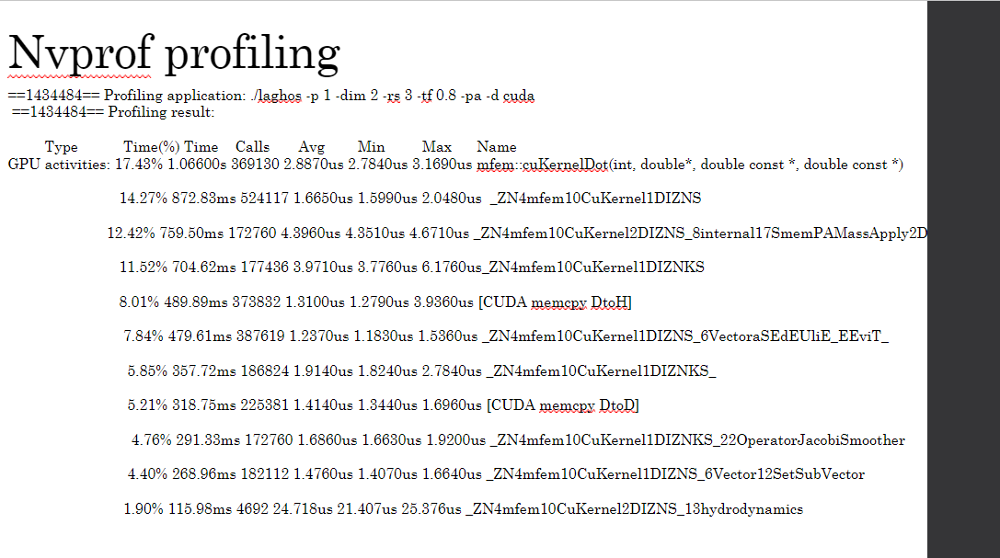 Nvprof profiling
==1434484== Profiling application: ./laghos -p 1 -dim 2 -rs 3 -tf 0.8 -pa -d cuda
==1434484== Profiling result:
Type Time(%) Time Calls Avg Min Max Name
GPU activities: 17.43% 1.06600s 369130 2.8870us 2.7840us 3.1690us mfem::cuKernelDot(int, double*, double const *, double const *)
14.27% 872.83ms 524117 1.6650us 1.5990us 2.0480us _ZN4mfem10CuKernel1DIZNS
12.42% 759.50ms 172760 4.3960us 4.3510us 4.6710us _ZN4mfem10CuKernel2DIZNS_8internal17SmemPAMassApply2D
11.52% 704.62ms 177436 3.9710us 3.7760us 6.1760us_ZN4mfem10CuKernel1DIZNKS
8.01% 489.89ms 373832 1.3100us 1.2790us 3.9360us [CUDA memcpy DtoH]
7.84% 479.61ms 387619 1.2370us 1.1830us 1.5360us _ZN4mfem10CuKernel1DIZNS_6VectoraSEdEUliE_EEviT_
5.85% 357.72ms 186824 1.9140us 1.8240us 2.7840us _ZN4mfem10CuKernel1DIZNKS_
5.21% 318.75ms 225381 1.4140us 1.3440us 1.6960us [CUDA memcpy DtoD]
4.76% 291.33ms 172760 1.6860us 1.6630us 1.9200us _ZN4mfem10CuKernel1DIZNKS_22OperatorJacobiSmoother
4.40% 268.96ms 182112 1.4760us 1.4070us 1.6640us _ZN4mfem10CuKernel1DIZNS_6Vector12SetSubVector
1.90% 115.98ms 4692 24.718us 21.407us 25.376us _ZN4mfem10CuKernel2DIZNS_13hydrodynamics